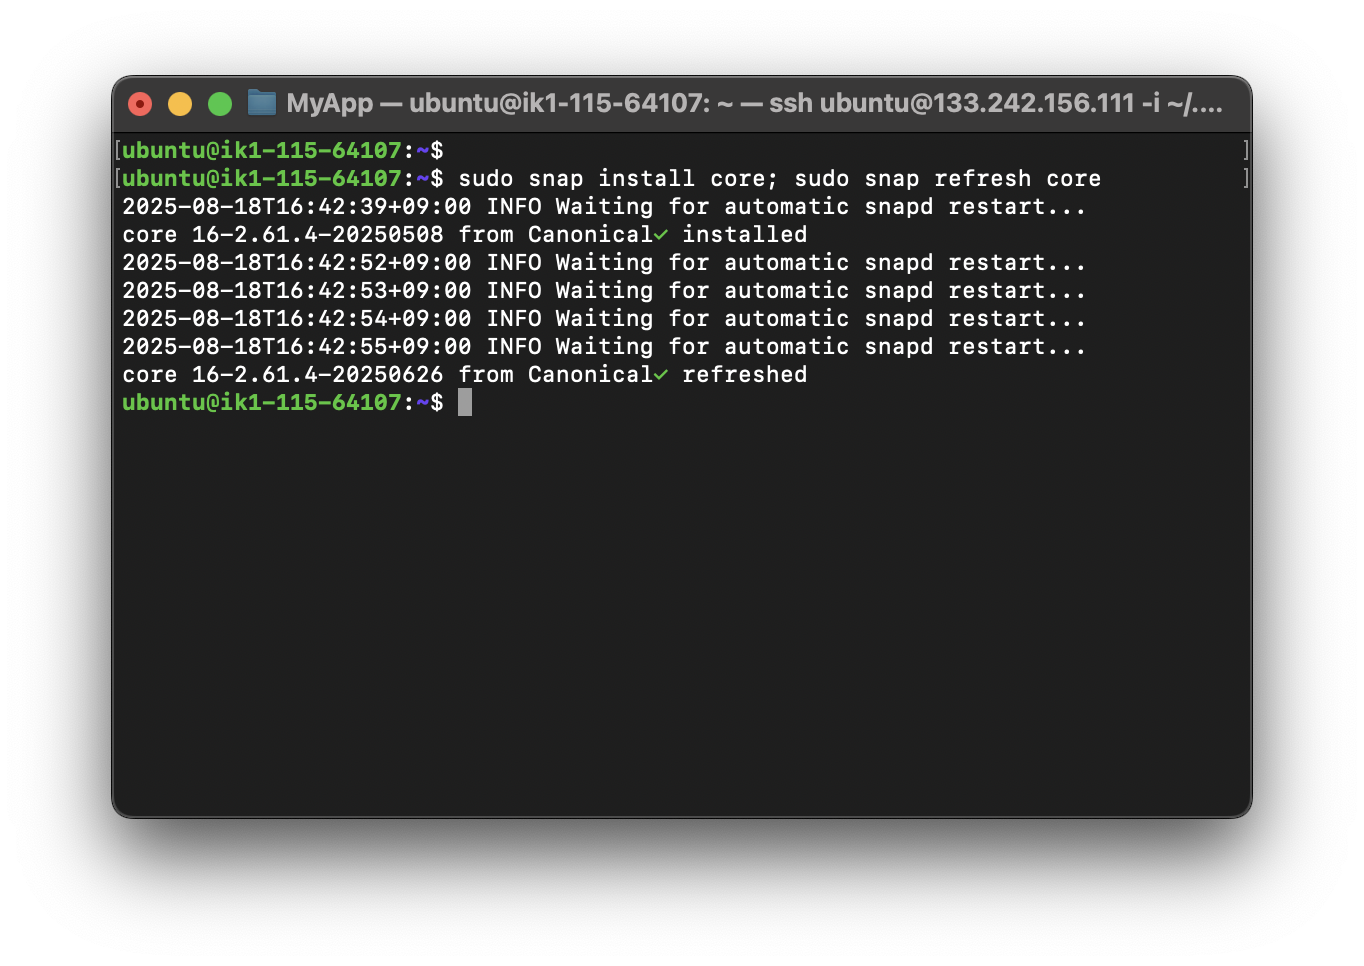 MyApp — ubuntu@ik1-115-64107: ~ — ssh ubuntu@133.242.156.111 -i ~/....
[ubuntu@ik1-115-64107:~$ ]
[ubuntu@ik1-115-64107:~$ sudo snap install core; sudo snap refresh core ]
2025-08-18T16:42:39+09:00 INFO Waiting for automatic snapd restart...
core 16-2.61.4-20250508 from Canonical✓ installed
2025-08-18T16:42:52+09:00 INFO Waiting for automatic snapd restart...
2025-08-18T16:42:53+09:00 INFO Waiting for automatic snapd restart...
2025-08-18T16:42:54+09:00 INFO Waiting for automatic snapd restart...
2025-08-18T16:42:55+09:00 INFO Waiting for automatic snapd restart...
core 16-2.61.4-20250626 from Canonical✓ refreshed
ubuntu@ik1-115-64107:~$